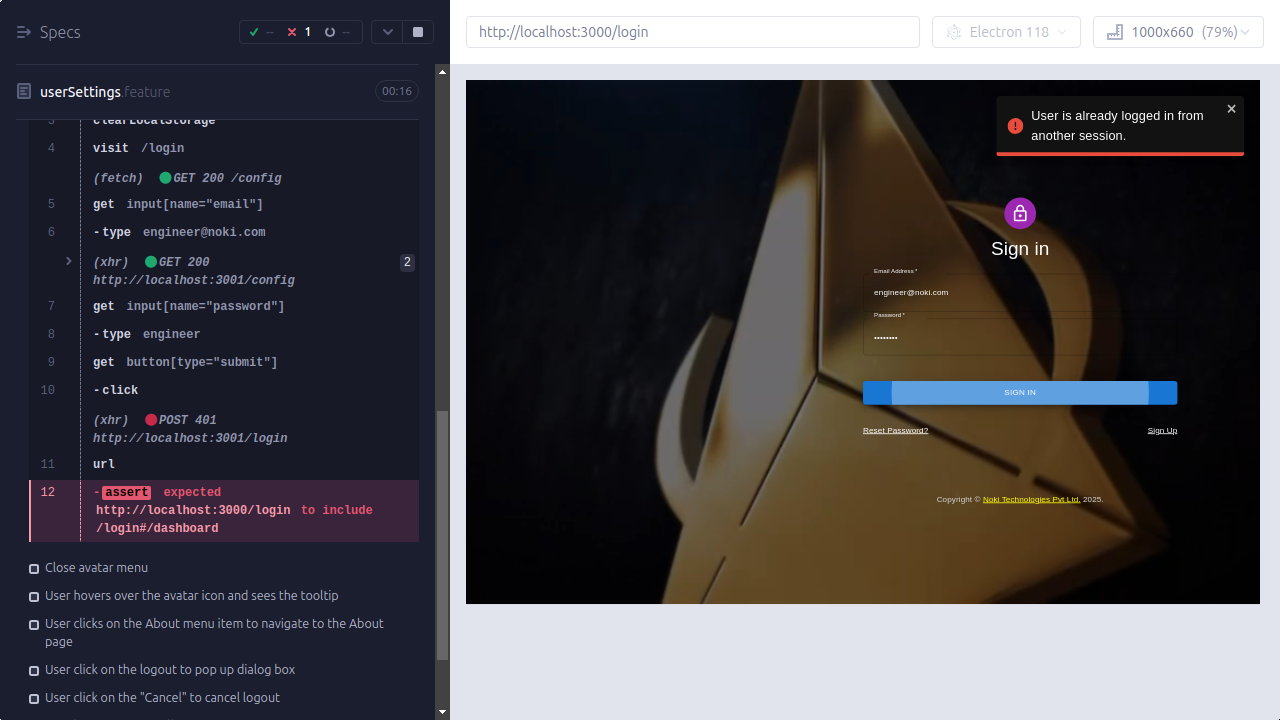 Specs
-- 1 --
userSettings.feature
00:16
3 clearLocalStorage
4 visit /login
(fetch) GET 200 /config
5 get input[name="email"]
6 -type engineer@noki.com
(xhr) GET 200 2
http://localhost:3001/config
7 get input[name="password"]
8 -type engineer
9 get button[type="submit"]
10 -click
(xhr) POST 401
http://localhost:3001/login
11 url
12 -assert expected
http://localhost:3000/login to include
/login#/dashboard
Close avatar menu
User hovers over the avatar icon and sees the tooltip
User clicks on the About menu item to navigate to the About
page
User click on the logout to pop up dialog box
User click on the "Cancel" to cancel logout
http://localhost:3000/login
Electron 118
1000x660 (79%)
User is already logged in from
another session.
Sign in
Email Address *
engineer@noki.com
Password *
••••••••
SIGN IN
Reset Password? Sign Up
Copyright © Noki Technologies Pvt Ltd. 2025.